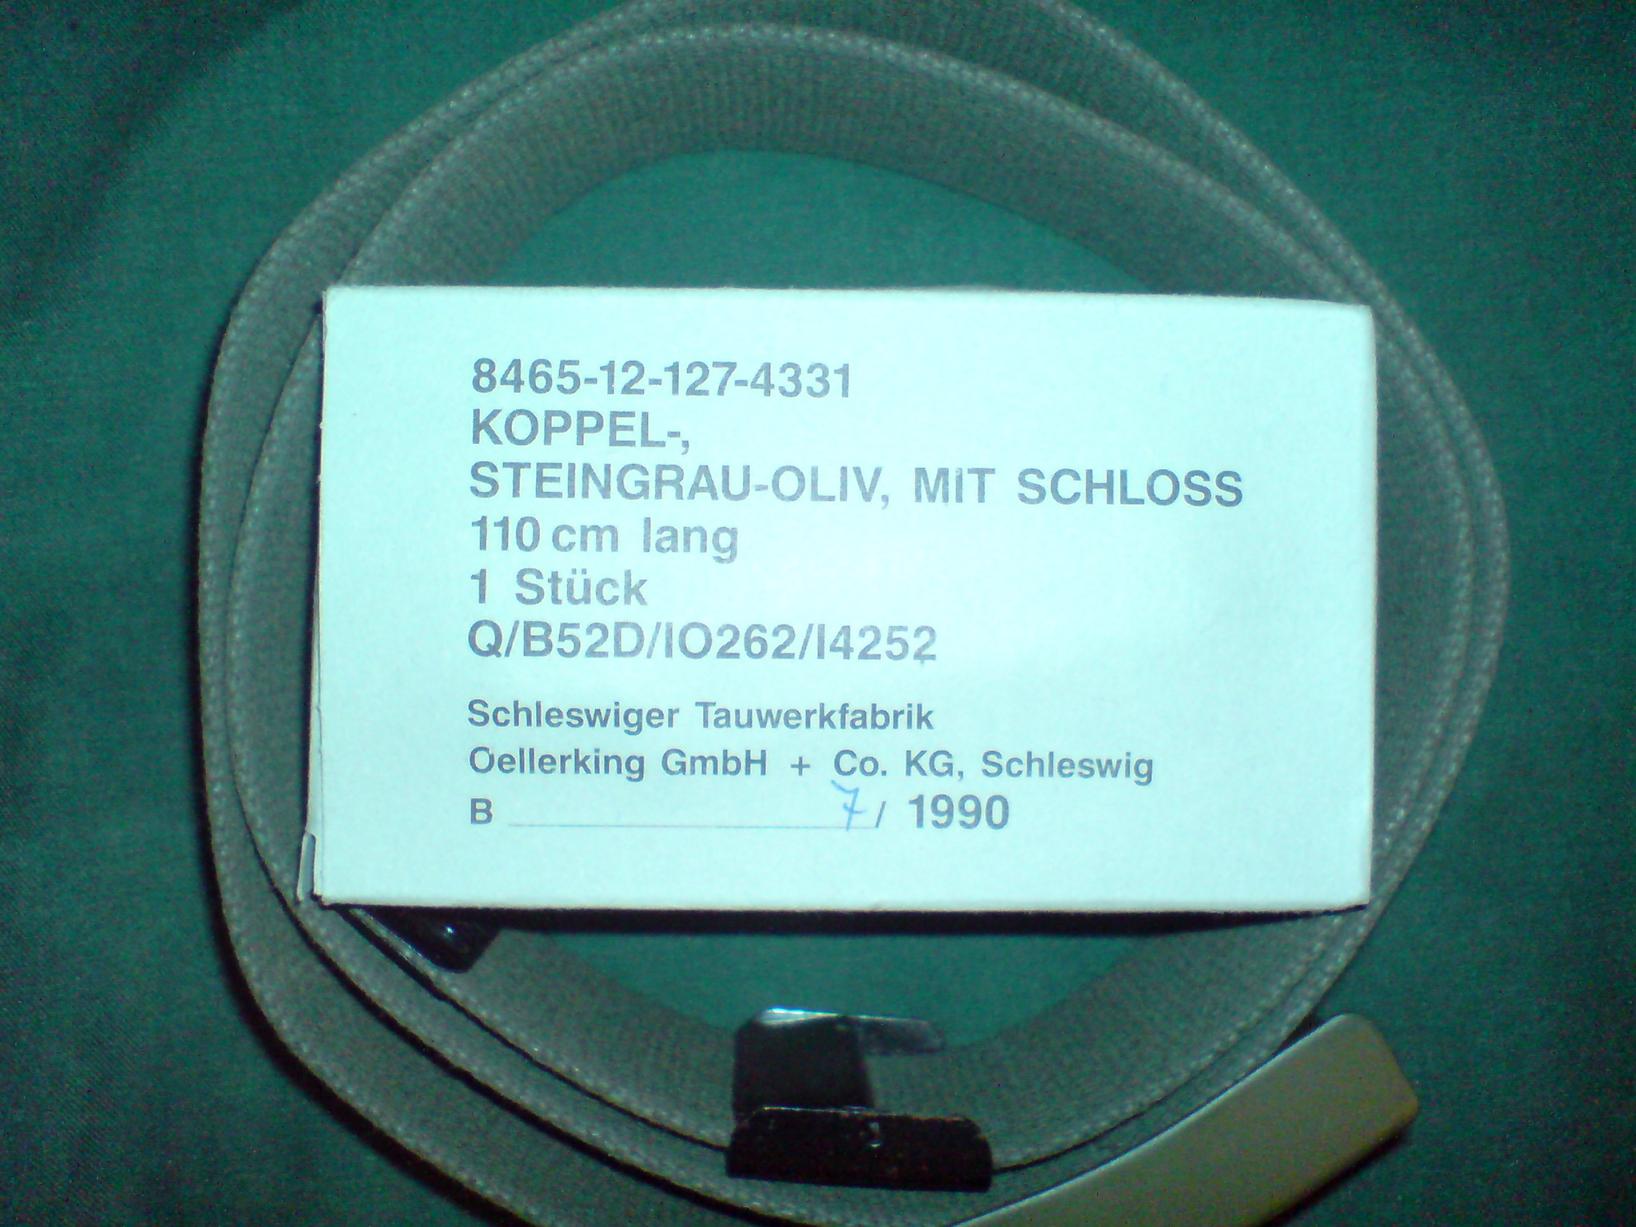 8465-12-127-4331
KOPPEL-,
STEINGRAU-OLIV, MIT SCHLOSS
110 cm lang
1 Stück
Q/B52D/IO262/I4252
Schleswiger Tauwerkfabrik
Oellerking GmbH + Co. KG, Schleswig
B 7/ 1990